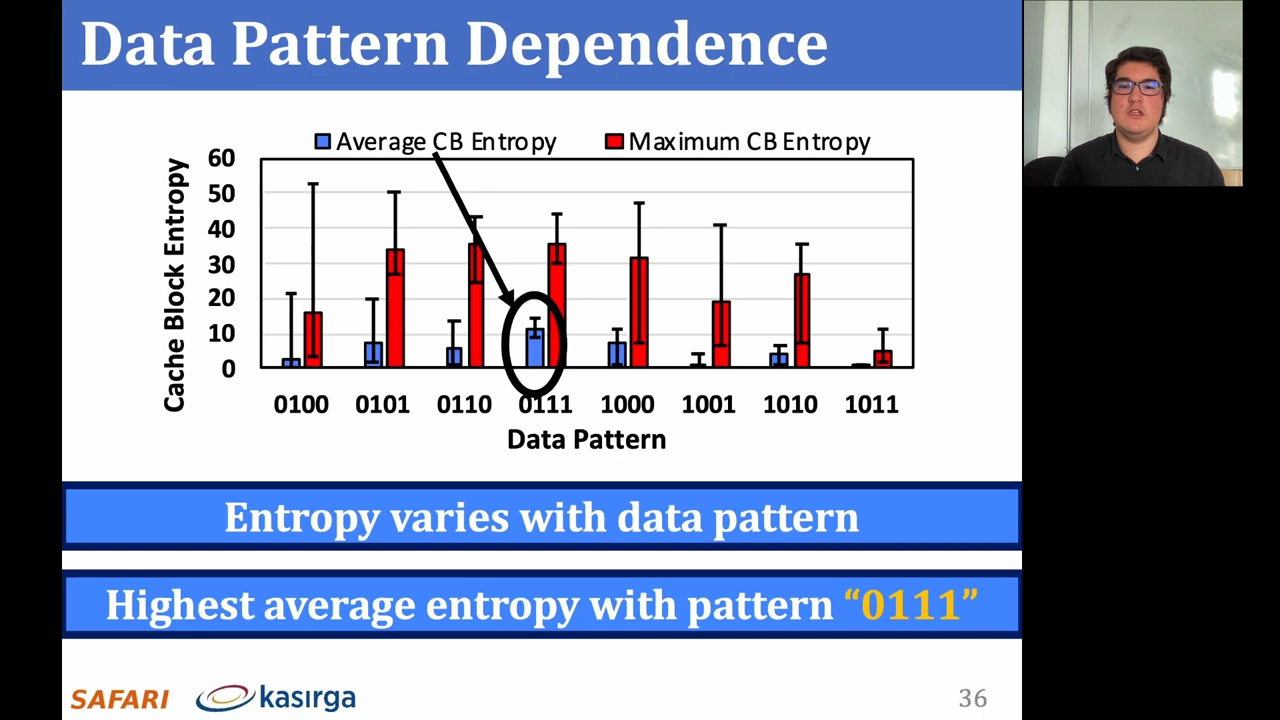 Data Pattern Dependence
Average CB Entropy
Maximum CB Entropy
Cache Block Entropy
60
50
40
30
20
10
0
0100 0101 0110 0111 1000 1001 1010 1011
Data Pattern
Entropy varies with data pattern
Highest average entropy with pattern “0111”
SAFARI
kasırga
36